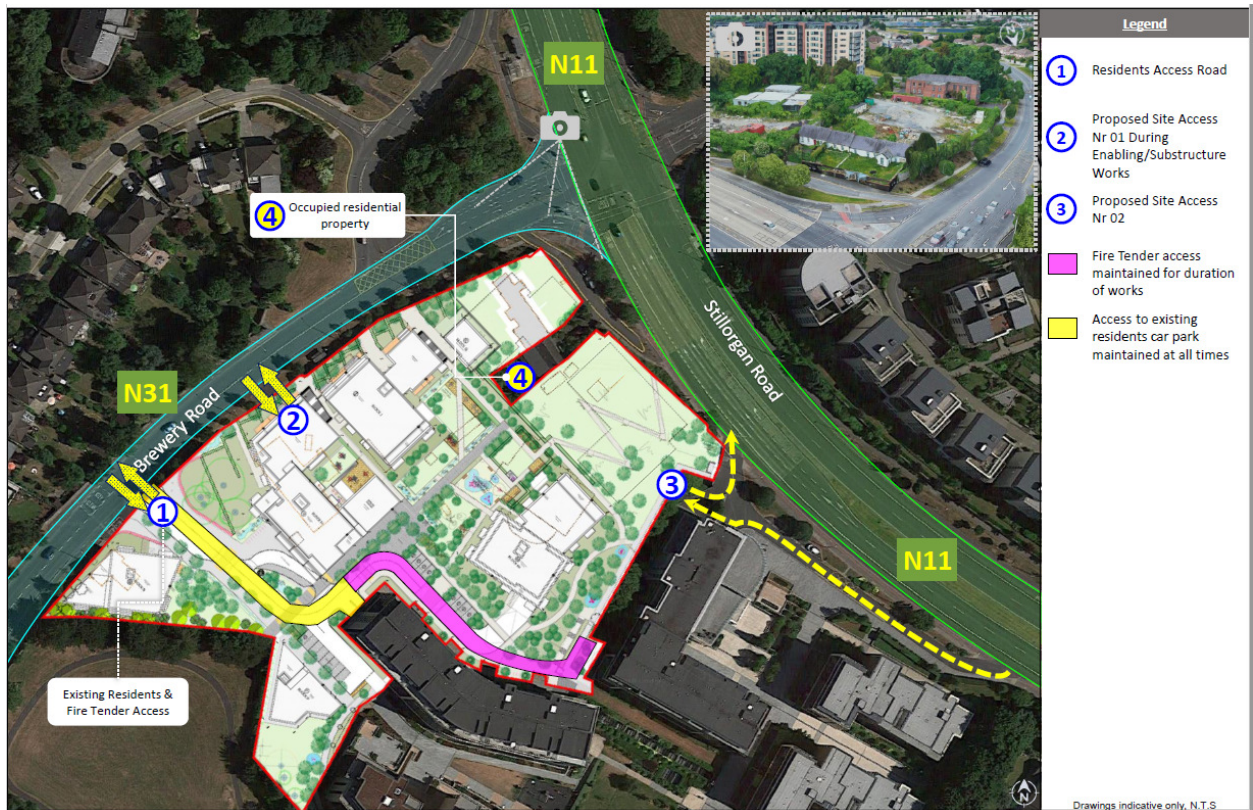 N11
4
Occupied residential
property
N31
Brewery Road
Stillorgan Road
2
4
1
3
N11
Existing Residents &
Fire Tender Access
N
Legend
1
Residents Access Road
2
Proposed Site Access
Nr 01 During
Enabling/Substructure
Works
3
Proposed Site Access
Nr 02
Fire Tender access
maintained for duration
of works
Access to existing
residents car park
maintained at all times
Drawings indicative only, N.T.S